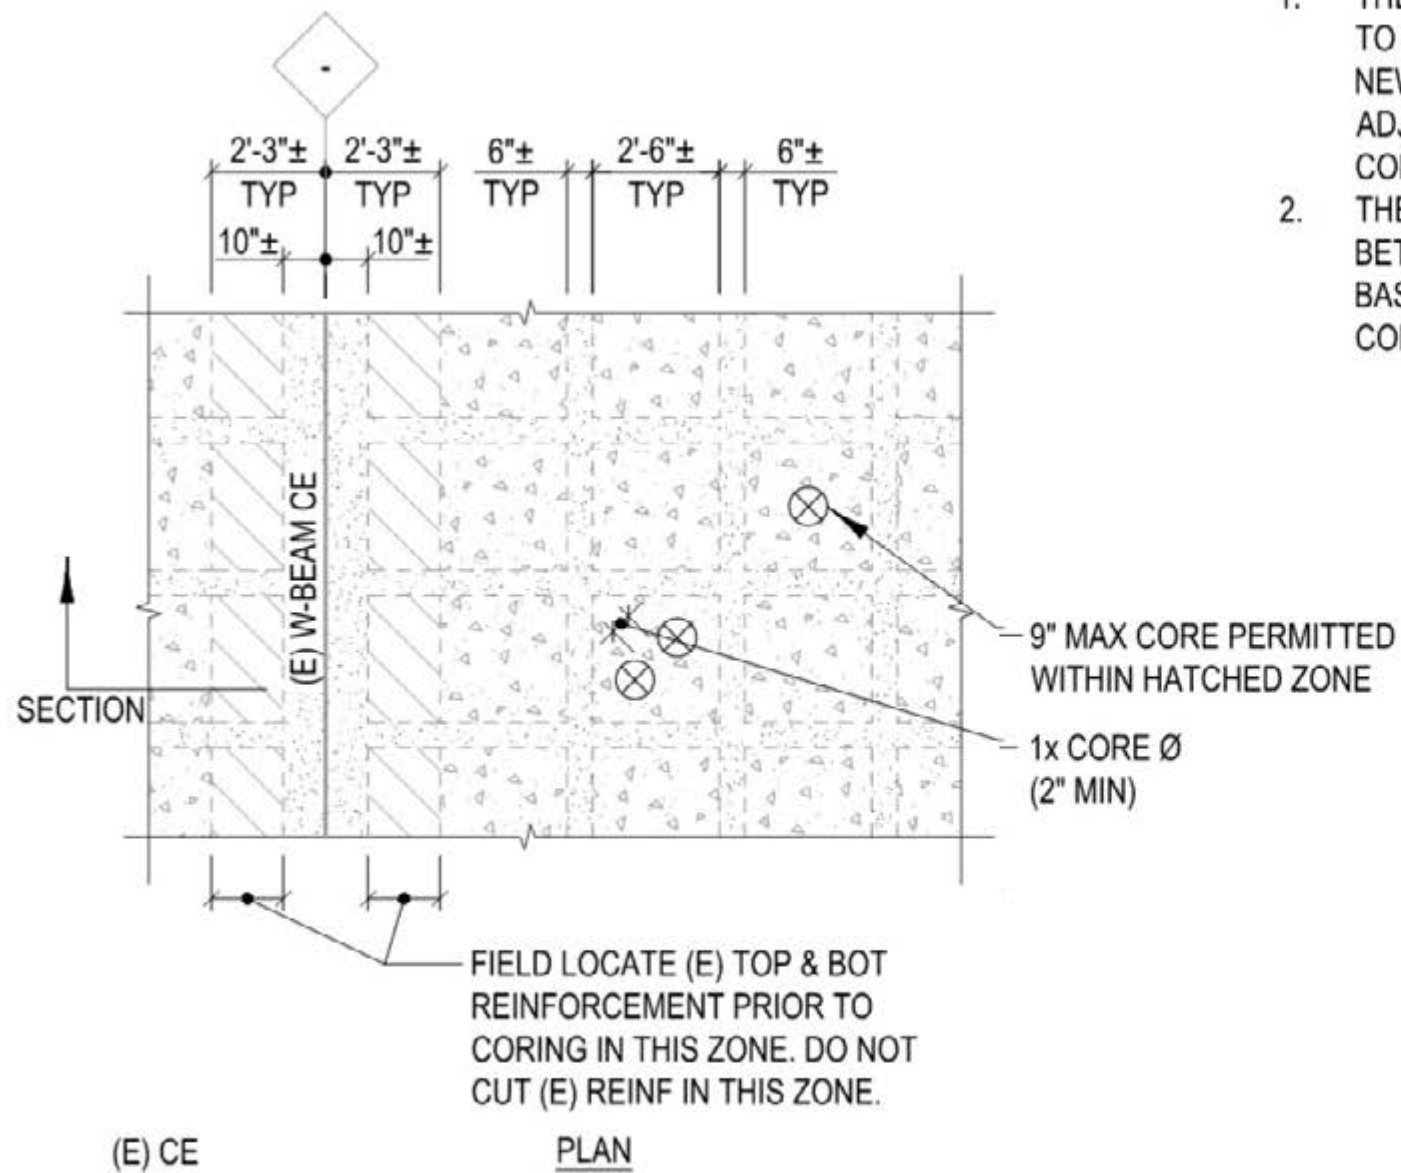 -
2'-3"± 2'-3"± 6"± 2'-6"± 6"±
TYP TYP TYP TYP TYP
10"± 10"±
(E) W-BEAM CE
SECTION
9" MAX CORE PERMITTED
WITHIN HATCHED ZONE
1x CORE Ø
(2" MIN)
FIELD LOCATE (E) TOP & BOT
REINFORCEMENT PRIOR TO
CORING IN THIS ZONE. DO NOT
CUT (E) REINF IN THIS ZONE.
(E) CE
PLAN
1.
TO
2. THE